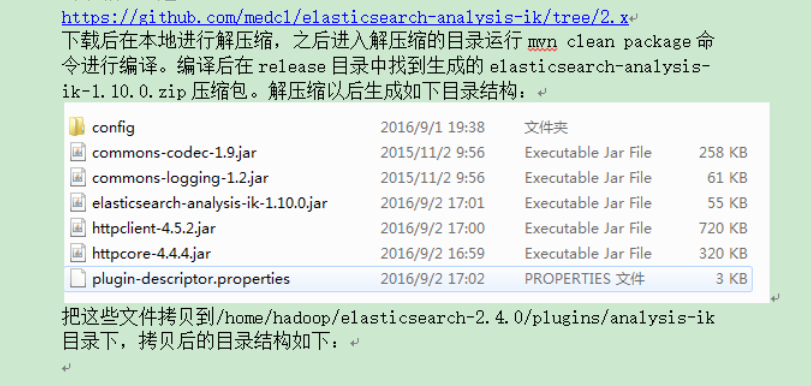 https://github.com/medcl/elasticsearch-analysis-ik/tree/2.x
下载后在本地进行解压缩，之后进入解压缩的目录运行 mvn clean package 命
令进行编译。编译后在 release 目录中找到生成的 elasticsearch-analysis-
ik-1.10.0.zip 压缩包。解压缩以后生成如下目录结构：
config 2016/9/1 19:38 文件夹
commons-codec-1.9.jar 2015/11/2 9:56 Executable Jar File 258 KB
commons-logging-1.2.jar 2015/11/2 9:56 Executable Jar File 61 KB
elasticsearch-analysis-ik-1.10.0.jar 2016/9/2 17:01 Executable Jar File 55 KB
httpclient-4.5.2.jar 2016/9/2 17:00 Executable Jar File 720 KB
httpcore-4.4.4.jar 2016/9/2 16:59 Executable Jar File 320 KB
plugin-descriptor.properties 2016/9/2 17:02 PROPERTIES 文件 3 KB
把这些文件拷贝到/home/hadoop/elasticsearch-2.4.0/plugins/analysis-ik
目录下，拷贝后的目录结构如下：